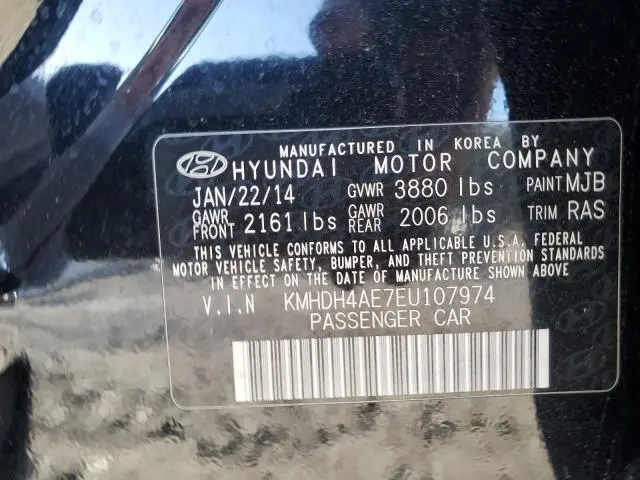 MANUFACTURED IN KOREA BY
HYUNDAI MOTOR COMPANY
JAN/22/14 GVWR 3880 lbs PAINT MJB
GAWR FRONT 2161 lbs GAWR REAR 2006 lbs TRIM RAS
THIS VEHICLE CONFORMS TO ALL APPLICABLE U.S.A. FEDERAL
MOTOR VEHICLE SAFETY, BUMPER, AND THEFT PREVENTION STANDARDS
IN EFFECT ON THE DATE OF MANUFACTURE SHOWN ABOVE
V.I.N KMHDH4AE7EU107974
PASSENGER CAR